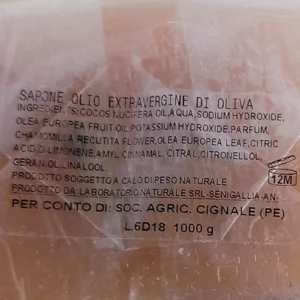 SAPONE OLIO EXTRAVERGINE DI OLIVA
INGREDIENTS:COCOS NUCIFERA OIL,AQUA,SODIUM HYDROXIDE,
OLEA EUROPEA FRUIT OIL,POTASSIUM HYDROXIDE,PARFUM,
CHAMOMILLA RECUTITA FLOWER,OLEA EUROPEA LEAF,CITRIC
ACID,D-LIMONENE,AMYL CINNAMAL, CITRAL,CITRONELLOL,
GERANIOL,LINALOOL
PRODOTTO SOGGETTO A CALO DI PESO NATURALE
PRODOTTO DA LABORATORIO NATURALE SRL-SENIGALLIA-AN-
12M
PER CONTO DI: SOC. AGRIC. CIGNALE (PE)
L.6D18 1000 g